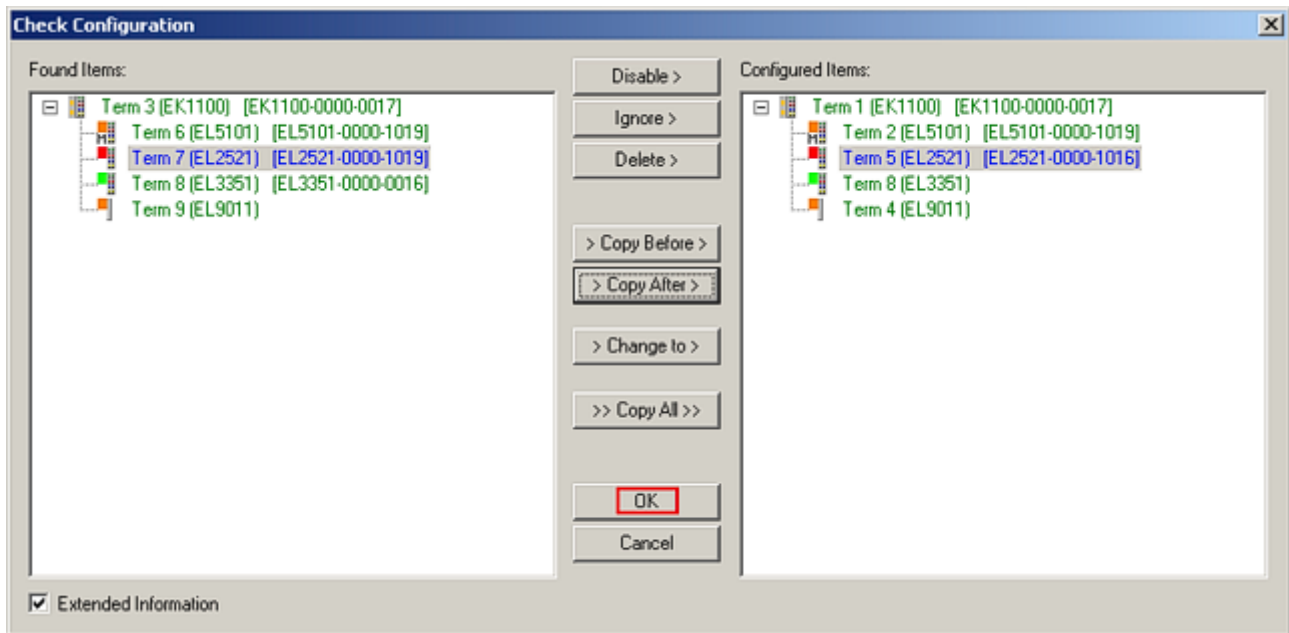 Check Configuration
Found Items:
Term 3 (EK1100) [EK1100-0000-0017]
Term 6 (EL5101) [EL5101-0000-1019]
Term 7 (EL2521) [EL2521-0000-1019]
Term 8 (EL3351) [EL3351-0000-0016]
Term 9 (EL9011)
Disable >
Ignore >
Delete >
> Copy Before >
> Copy After >
> Change to >
>> Copy All >>
OK
Cancel
Configured Items:
Term 1 (EK1100) [EK1100-0000-0017]
Term 2 (EL5101) [EL5101-0000-1019]
Term 5 (EL2521) [EL2521-0000-1016]
Term 8 (EL3351)
Term 4 (EL9011)
Extended Information